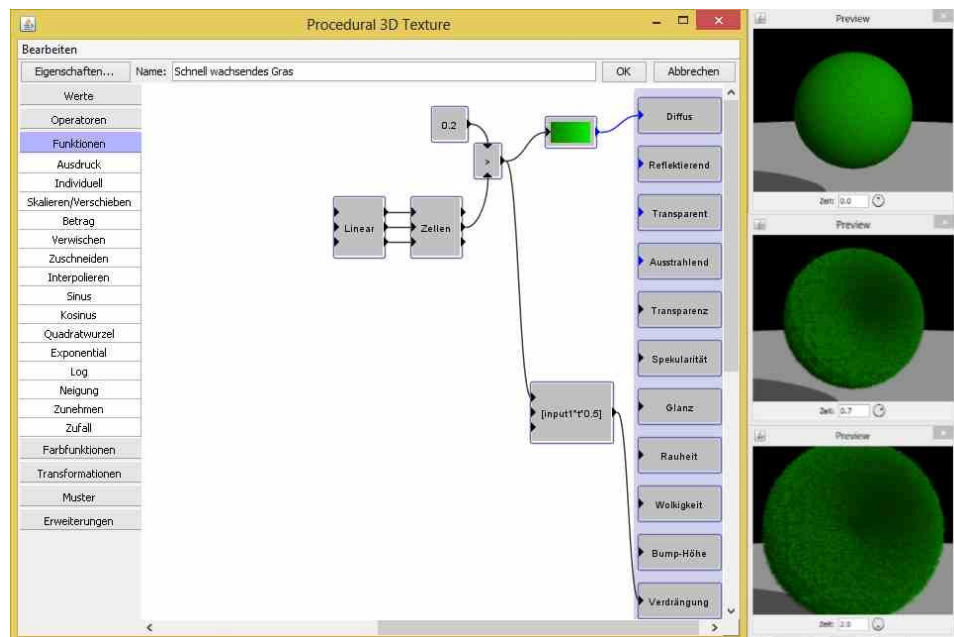 Procedural 3D Texture
Bearbeiten
Eigenschaften... Name: Schnell wachsendes Gras OK Abbrechen
Werte
Operatoren
Funktionen
Ausdruck
Individuell
Skalieren/Verschieben
Betrag
Verwischen
Zuschneiden
Interpolieren
Sinus
Kosinus
Quadratwurzel
Exponential
Log
Neigung
Zunehmen
Zufall
Farbfunktionen
Transformationen
Muster
Erweiterungen
0.2
>
Linear
Zellen
[input1*t*0.5]
Diffus
Reflektierend
Transparent
Ausstrahlend
Transparenz
Spekularität
Glanz
Rauheit
Wolkigkeit
Bump-Höhe
Verdrängung
Preview
Zeit: 0.0
Preview
Zeit: 0.7
Preview
Zeit: 2.0